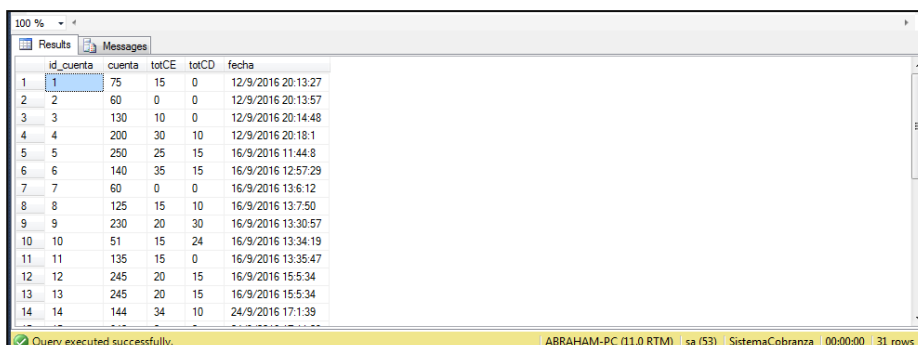 100 %
Results Messages
id_cuenta cuenta totCE totCD fecha
1 1 75 15 0 12/9/2016 20:13:27
2 2 60 0 0 12/9/2016 20:13:57
3 3 130 10 0 12/9/2016 20:14:48
4 4 200 30 10 12/9/2016 20:18:1
5 5 250 25 15 16/9/2016 11:44:8
6 6 140 35 15 16/9/2016 12:57:29
7 7 60 0 0 16/9/2016 13:6:12
8 8 125 15 10 16/9/2016 13:7:50
9 9 230 20 30 16/9/2016 13:30:57
10 10 51 15 24 16/9/2016 13:34:19
11 11 135 15 0 16/9/2016 13:35:47
12 12 245 20 15 16/9/2016 15:5:34
13 13 245 20 15 16/9/2016 15:5:34
14 14 144 34 10 24/9/2016 17:1:39
Query executed successfully. ABRAHAM-PC (11.0 RTM) sa (53) SistemaCobranza 00:00:00 31 rows